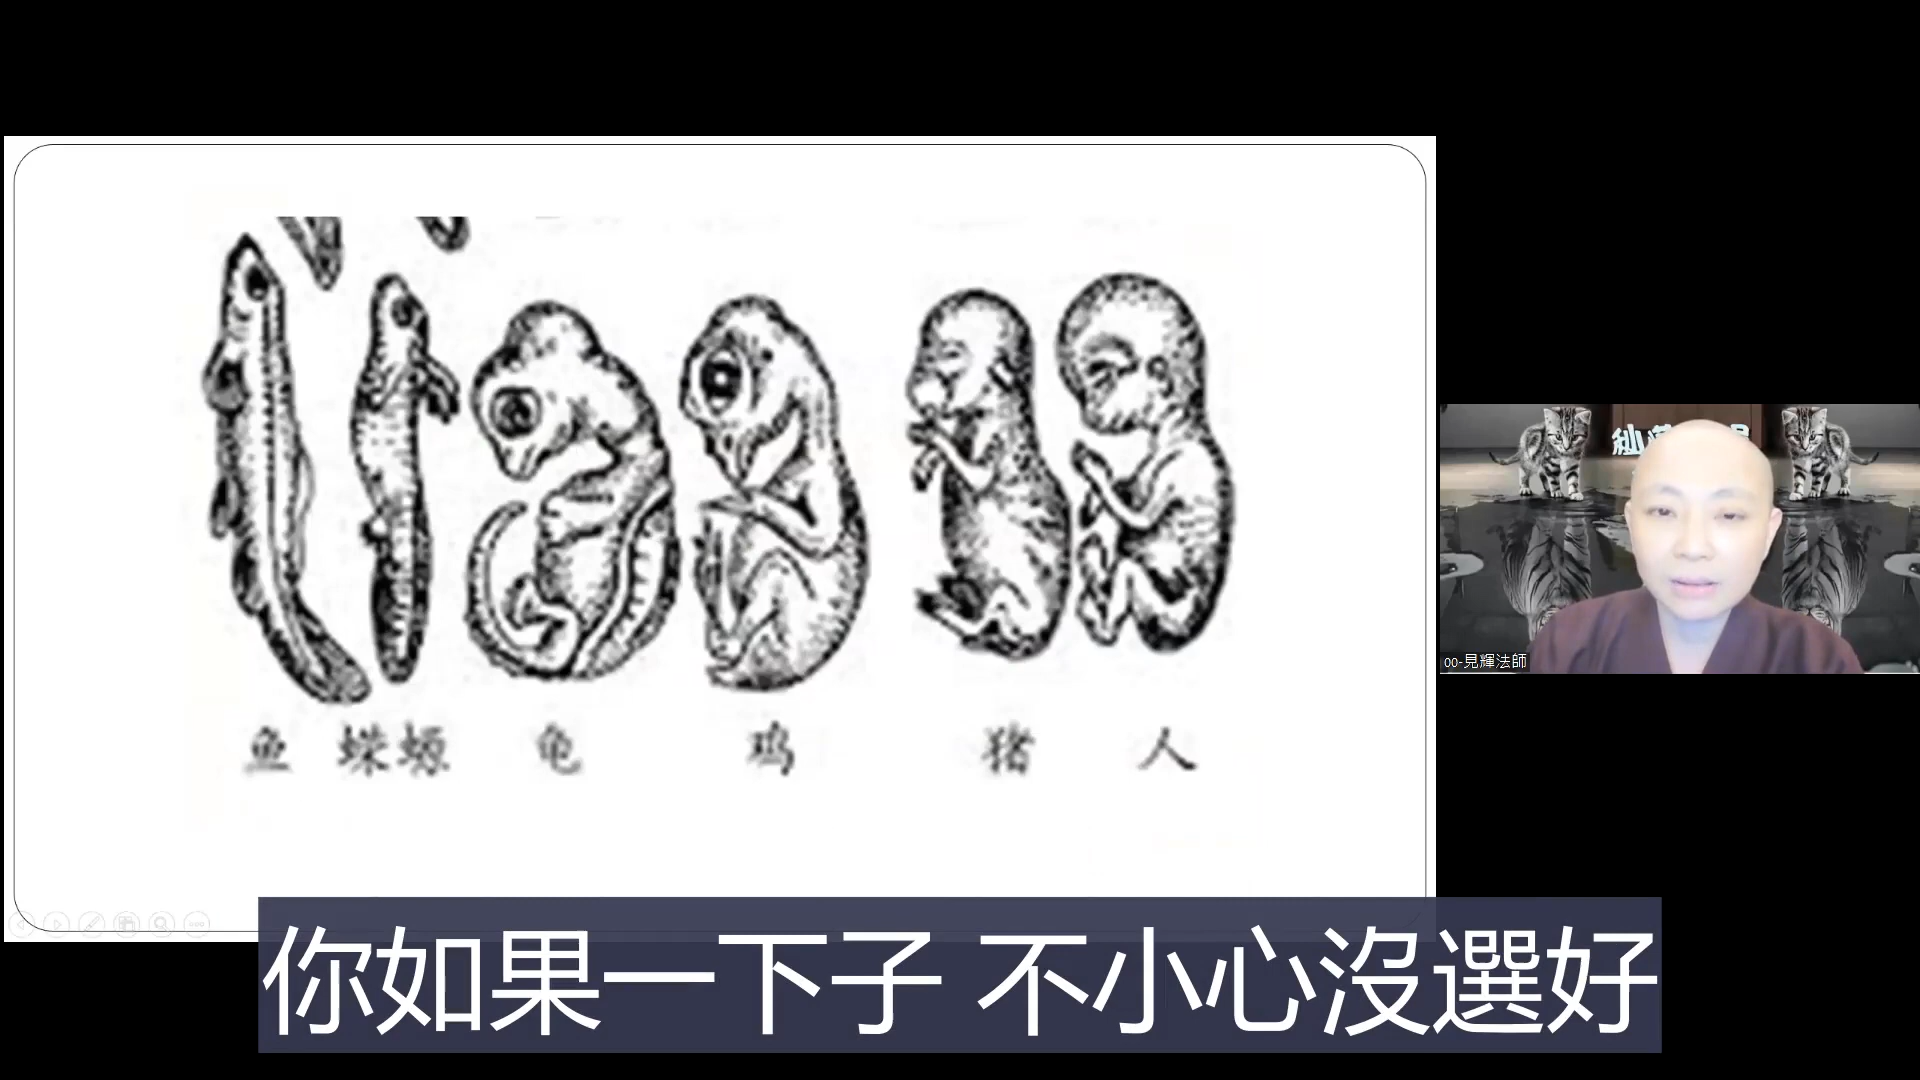 鱼 蝾螈 龟 鸡 猪 人
oo-見輝法師
你如果一下子 不小心沒選好